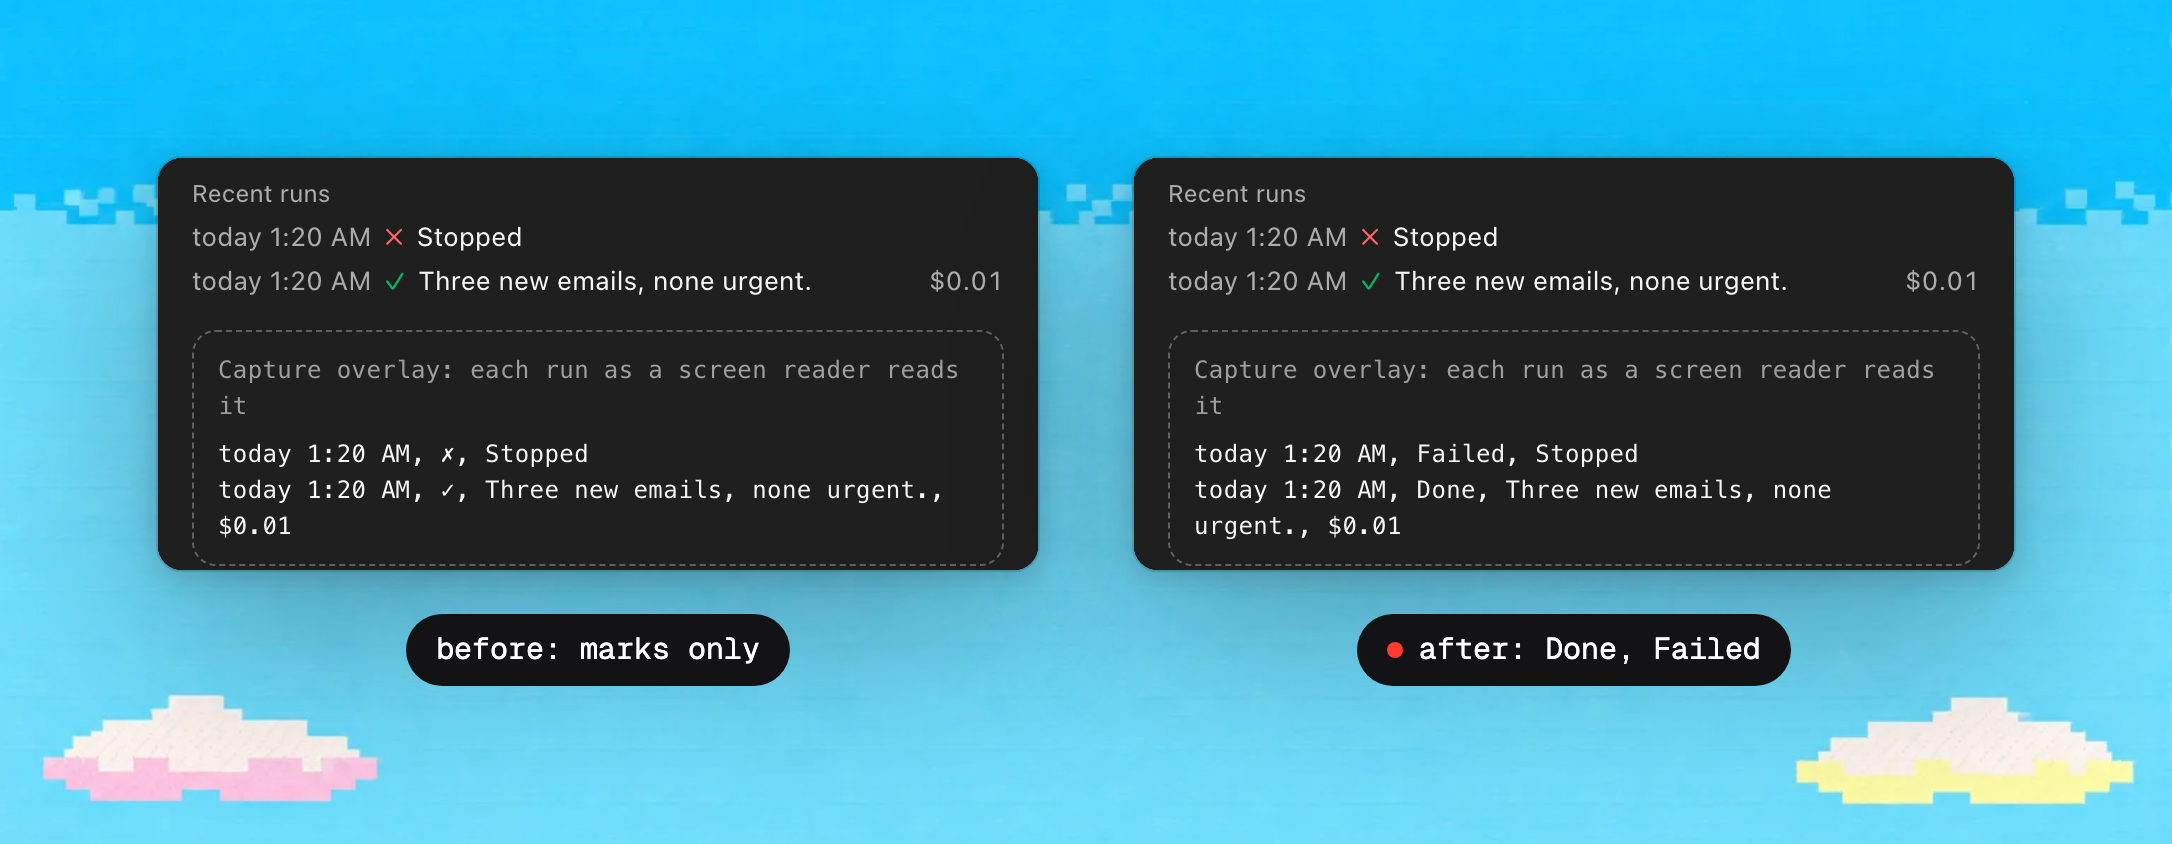 Recent runs
today 1:20 AM ✗ Stopped
today 1:20 AM ✓ Three new emails, none urgent. $0.01
Capture overlay: each run as a screen reader reads
it
today 1:20 AM, ✗, Stopped
today 1:20 AM, ✓, Three new emails, none urgent.,
$0.01
before: marks only
Recent runs
today 1:20 AM ✗ Stopped
today 1:20 AM ✓ Three new emails, none urgent. $0.01
Capture overlay: each run as a screen reader reads
it
today 1:20 AM, Failed, Stopped
today 1:20 AM, Done, Three new emails, none
urgent., $0.01
after: Done, Failed